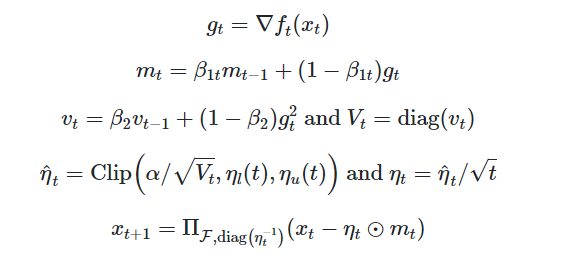 g_t = ∇f_t(x_t)
m_t = β_{1t}m_{t−1} + (1 − β_{1t})g_t
v_t = β_2v_{t−1} + (1 − β_2)g_t^2 and V_t = diag(v_t)
η̂_t = Clip(α/√V_t, η_l(t), η_u(t)) and η_t = η̂_t/√t
x_{t+1} = Π_{ℱ,diag(η_t^{−1})}(x_t − η_t ⊙ m_t)